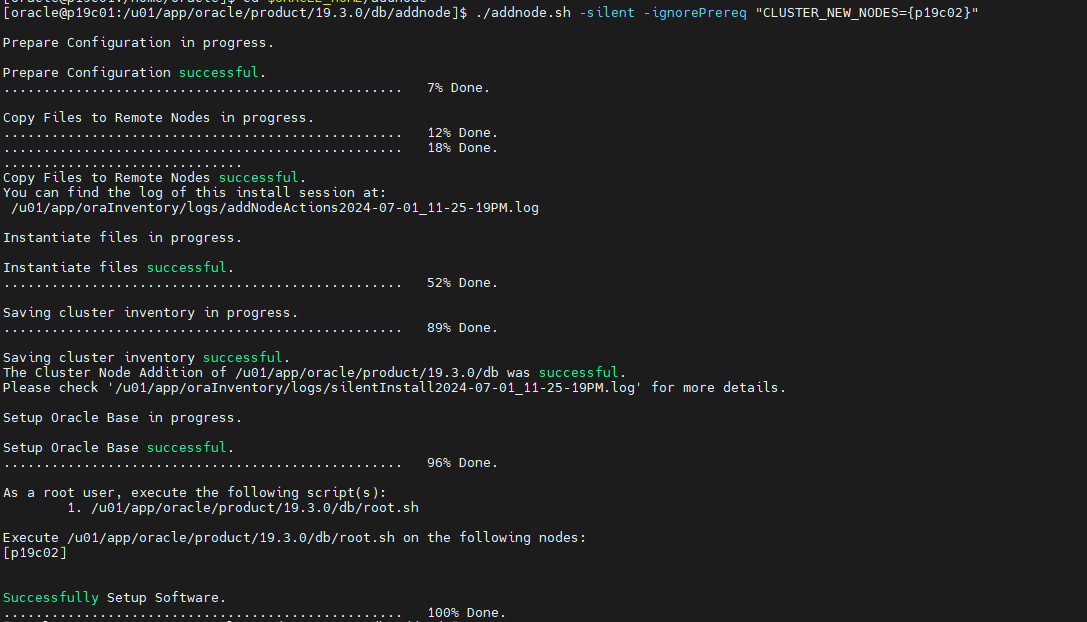 [oracle@p19c01:/u01/app/oracle/product/19.3.0/db/addnode]$ ./addnode.sh -silent -ignorePrereq "CLUSTER_NEW_NODES={p19c02}"
Prepare Configuration in progress.
Prepare Configuration successful.
..................................................   7% Done.
Copy Files to Remote Nodes in progress.
..................................................   12% Done.
..................................................   18% Done.
..............................
Copy Files to Remote Nodes successful.
You can find the log of this install session at:
 /u01/app/oraInventory/logs/addNodeActions2024-07-01_11-25-19PM.log
Instantiate files in progress.
Instantiate files successful.
..................................................   52% Done.
Saving cluster inventory in progress.
..................................................   89% Done.
Saving cluster inventory successful.
The Cluster Node Addition of /u01/app/oracle/product/19.3.0/db was successful.
Please check '/u01/app/oraInventory/logs/silentInstall2024-07-01_11-25-19PM.log' for more details.
Setup Oracle Base in progress.
Setup Oracle Base successful.
..................................................   96% Done.
As a root user, execute the following script(s):
        1. /u01/app/oracle/product/19.3.0/db/root.sh
Execute /u01/app/oracle/product/19.3.0/db/root.sh on the following nodes:
[p19c02]
Successfully Setup Software.
..................................................   100% Done.